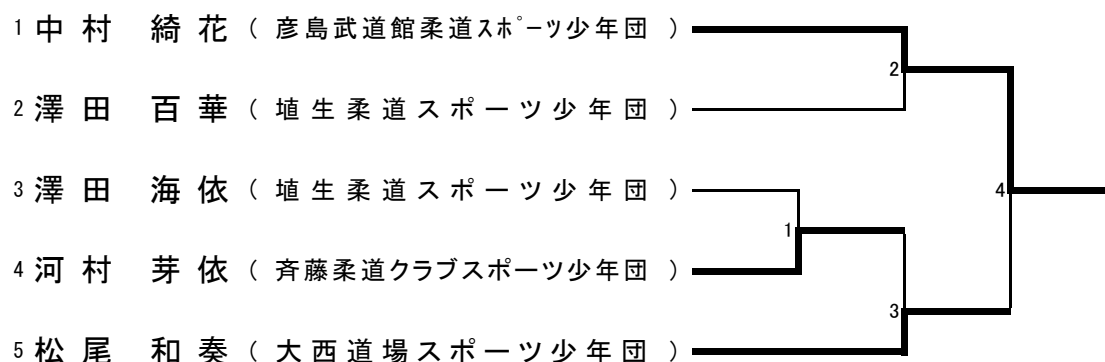 1 中村 綺花 (彦島武道館柔道スポーツ少年団)
2
2 澤田 百華 (埴生柔道スポーツ少年団)
3 澤田 海依 (埴生柔道スポーツ少年団)
4
1
4 河村 芽依 (斉藤柔道クラブスポーツ少年団)
3
5 松尾 和奏 (大西道場スポーツ少年団)